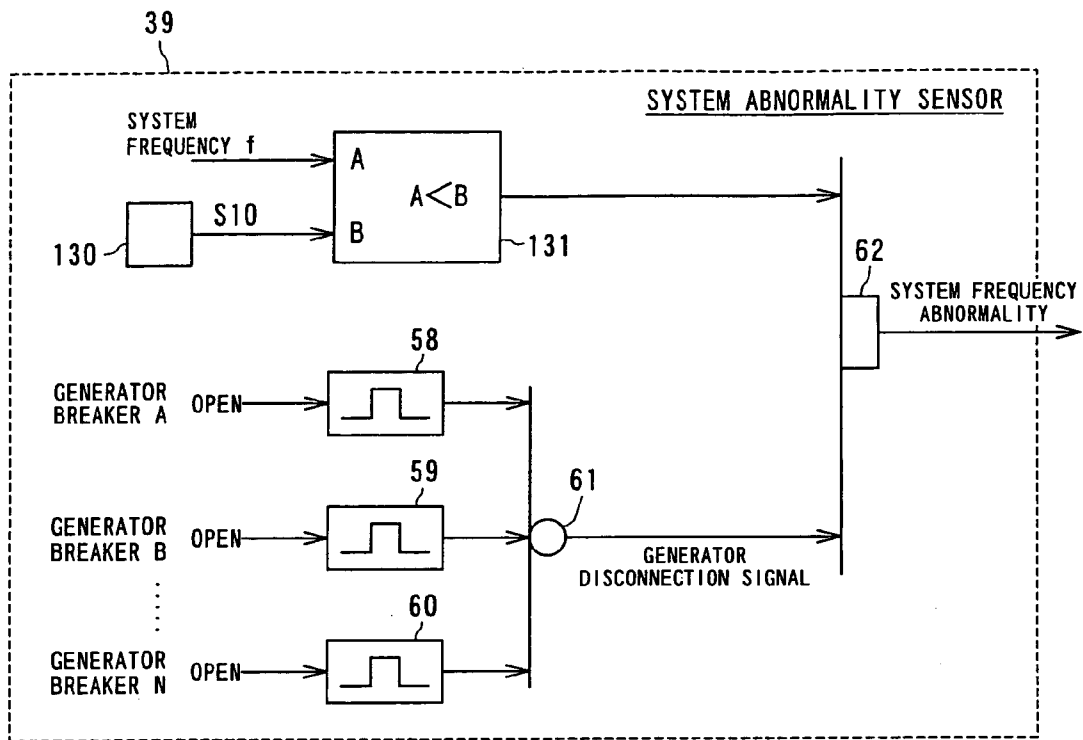 39
SYSTEM ABNORMALITY SENSOR
SYSTEM
FREQUENCY f
A
A<B
B
S10
130
131
62
SYSTEM FREQUENCY
ABNORMALITY
58
GENERATOR
BREAKER A
OPEN
59
GENERATOR
BREAKER B
OPEN
61
GENERATOR
DISCONNECTION SIGNAL
60
GENERATOR
BREAKER N
OPEN